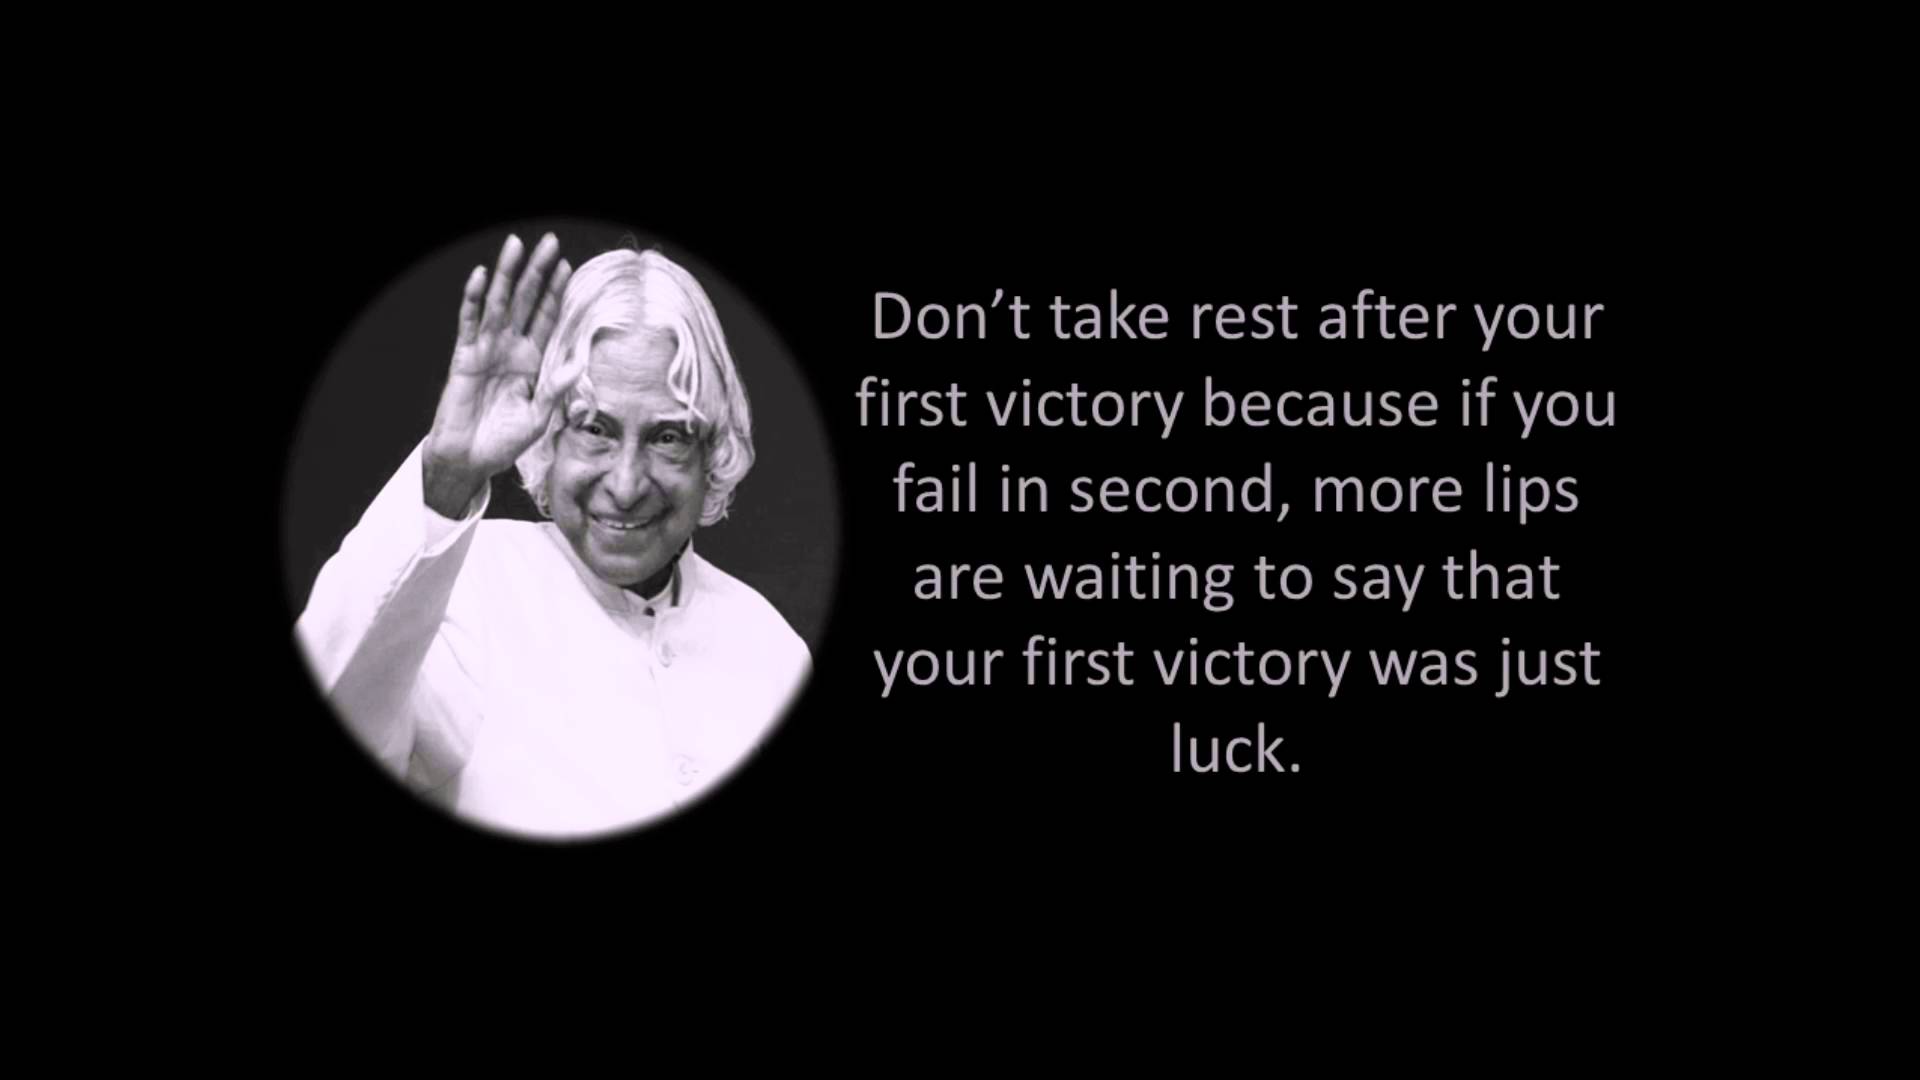 Don’t take rest after your
first victory because if you
fail in second, more lips
are waiting to say that
your first victory was just
luck.